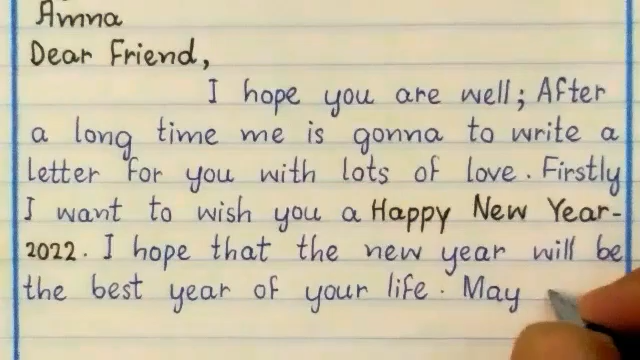 Amna
Dear Friend,
I hope you are well; After
a long time me is gonna to write a
letter for you with lots of love. Firstly
I want to wish you a Happy New Year-
2022. I hope that the new year will be
the best year of your life. May